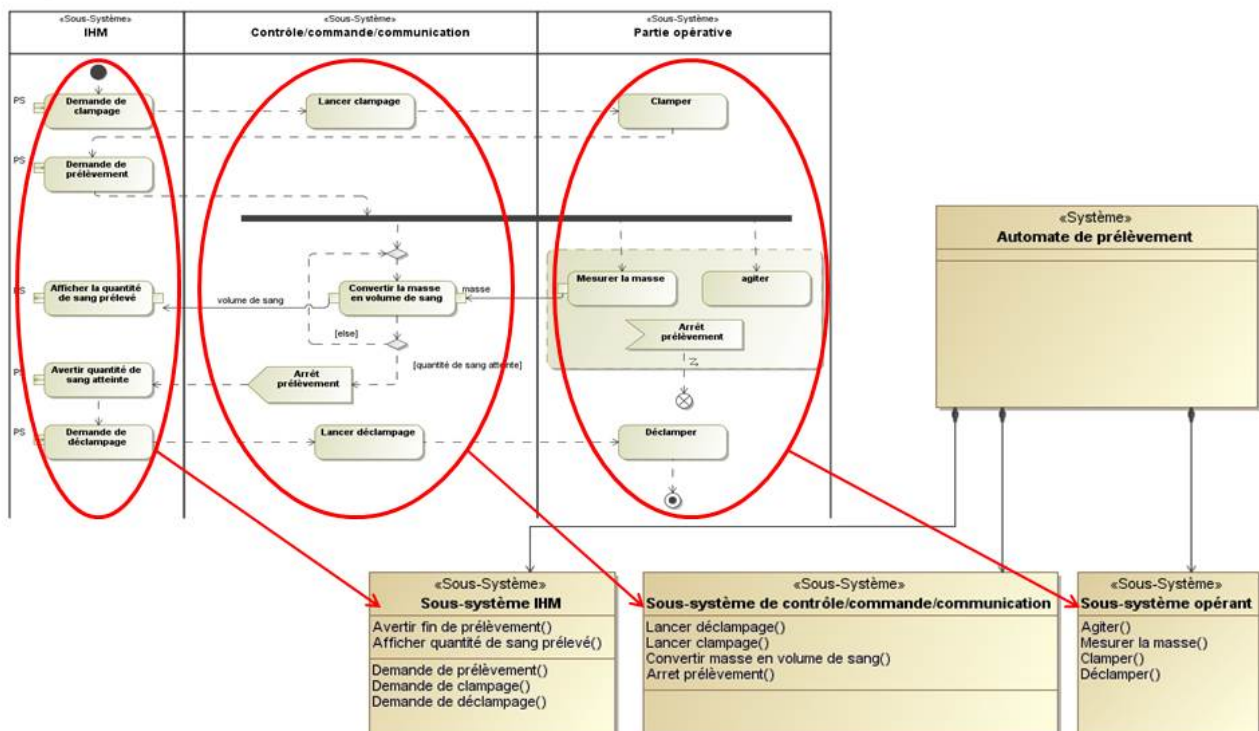 «Sous-Système»
IHM
«Sous-Système»
Contrôle/commande/communication
«Sous-Système»
Partie opérative
PS
Demande de
clampage
Lancer clampage
Clamper
PS
Demande de
prélèvement
Mesurer la masse
agiter
PS
Afficher la quantité
de sang prélevé
volume de sang
Convertir la masse
en volume de sang
masse
Arrét
prélèvement
[else]
[quantité de sang atteinte]
PS
Avertir quantité de
sang atteinte
Arrét
prélèvement
PS
Demande de
déclampage
Lancer déclampage
Déclamper
«Système»
Automate de prélèvement
«Sous-Système»
Sous-système IHM
Avertir fin de prélèvement()
Afficher quantité de sang prélevé()
Demande de prélèvement()
Demande de clampage()
Demande de déclampage()
«Sous-Système»
Sous-système de contrôle/commande/communication
Lancer déclampage()
Lancer clampage()
Convertir masse en volume de sang()
Arret prélèvement()
«Sous-Système»
Sous-système opérant
Agiter()
Mesurer la masse()
Clamper()
Déclamper()